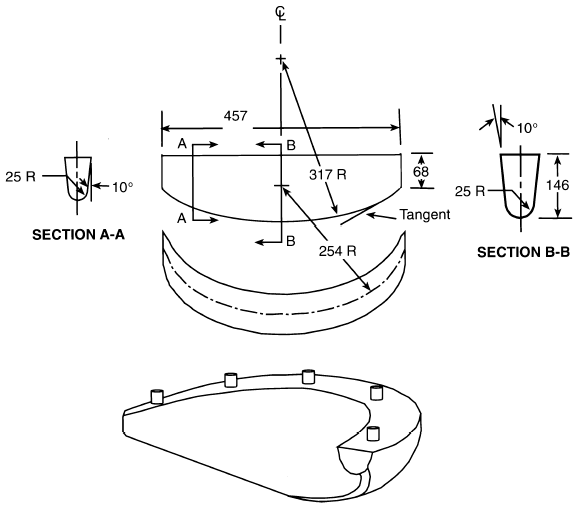 ℄
457
A
B
10°
317 R
68
25 R
10°
25 R
146
A
Tangent
SECTION A-A
B
254 R
SECTION B-B